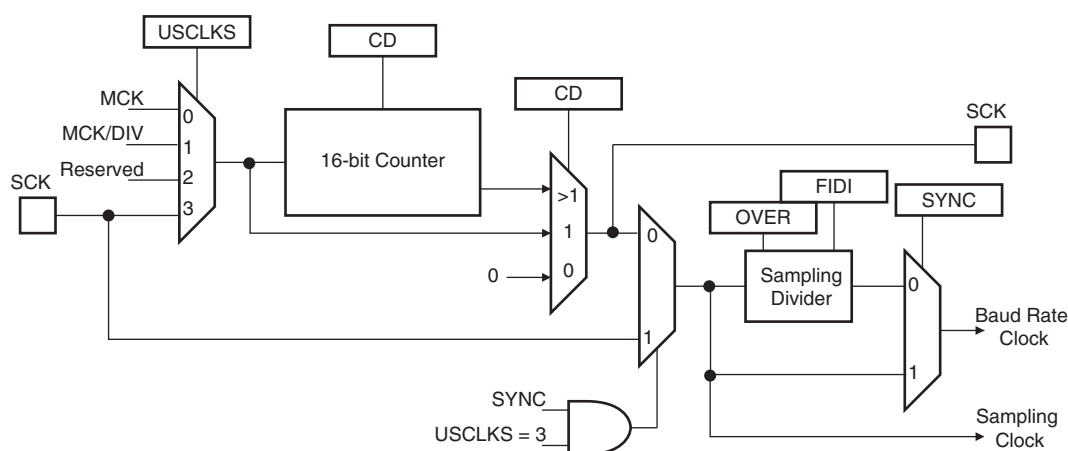 USCLKS
CD
CD
MCK
MCK/DIV
Reserved
SCK
0
1
2
3
16-bit Counter
>1
1
0
0
SCK
FIDI
OVER
SYNC
0
1
Sampling
Divider
0
1
Baud Rate
Clock
SYNC
USCLKS = 3
Sampling
Clock